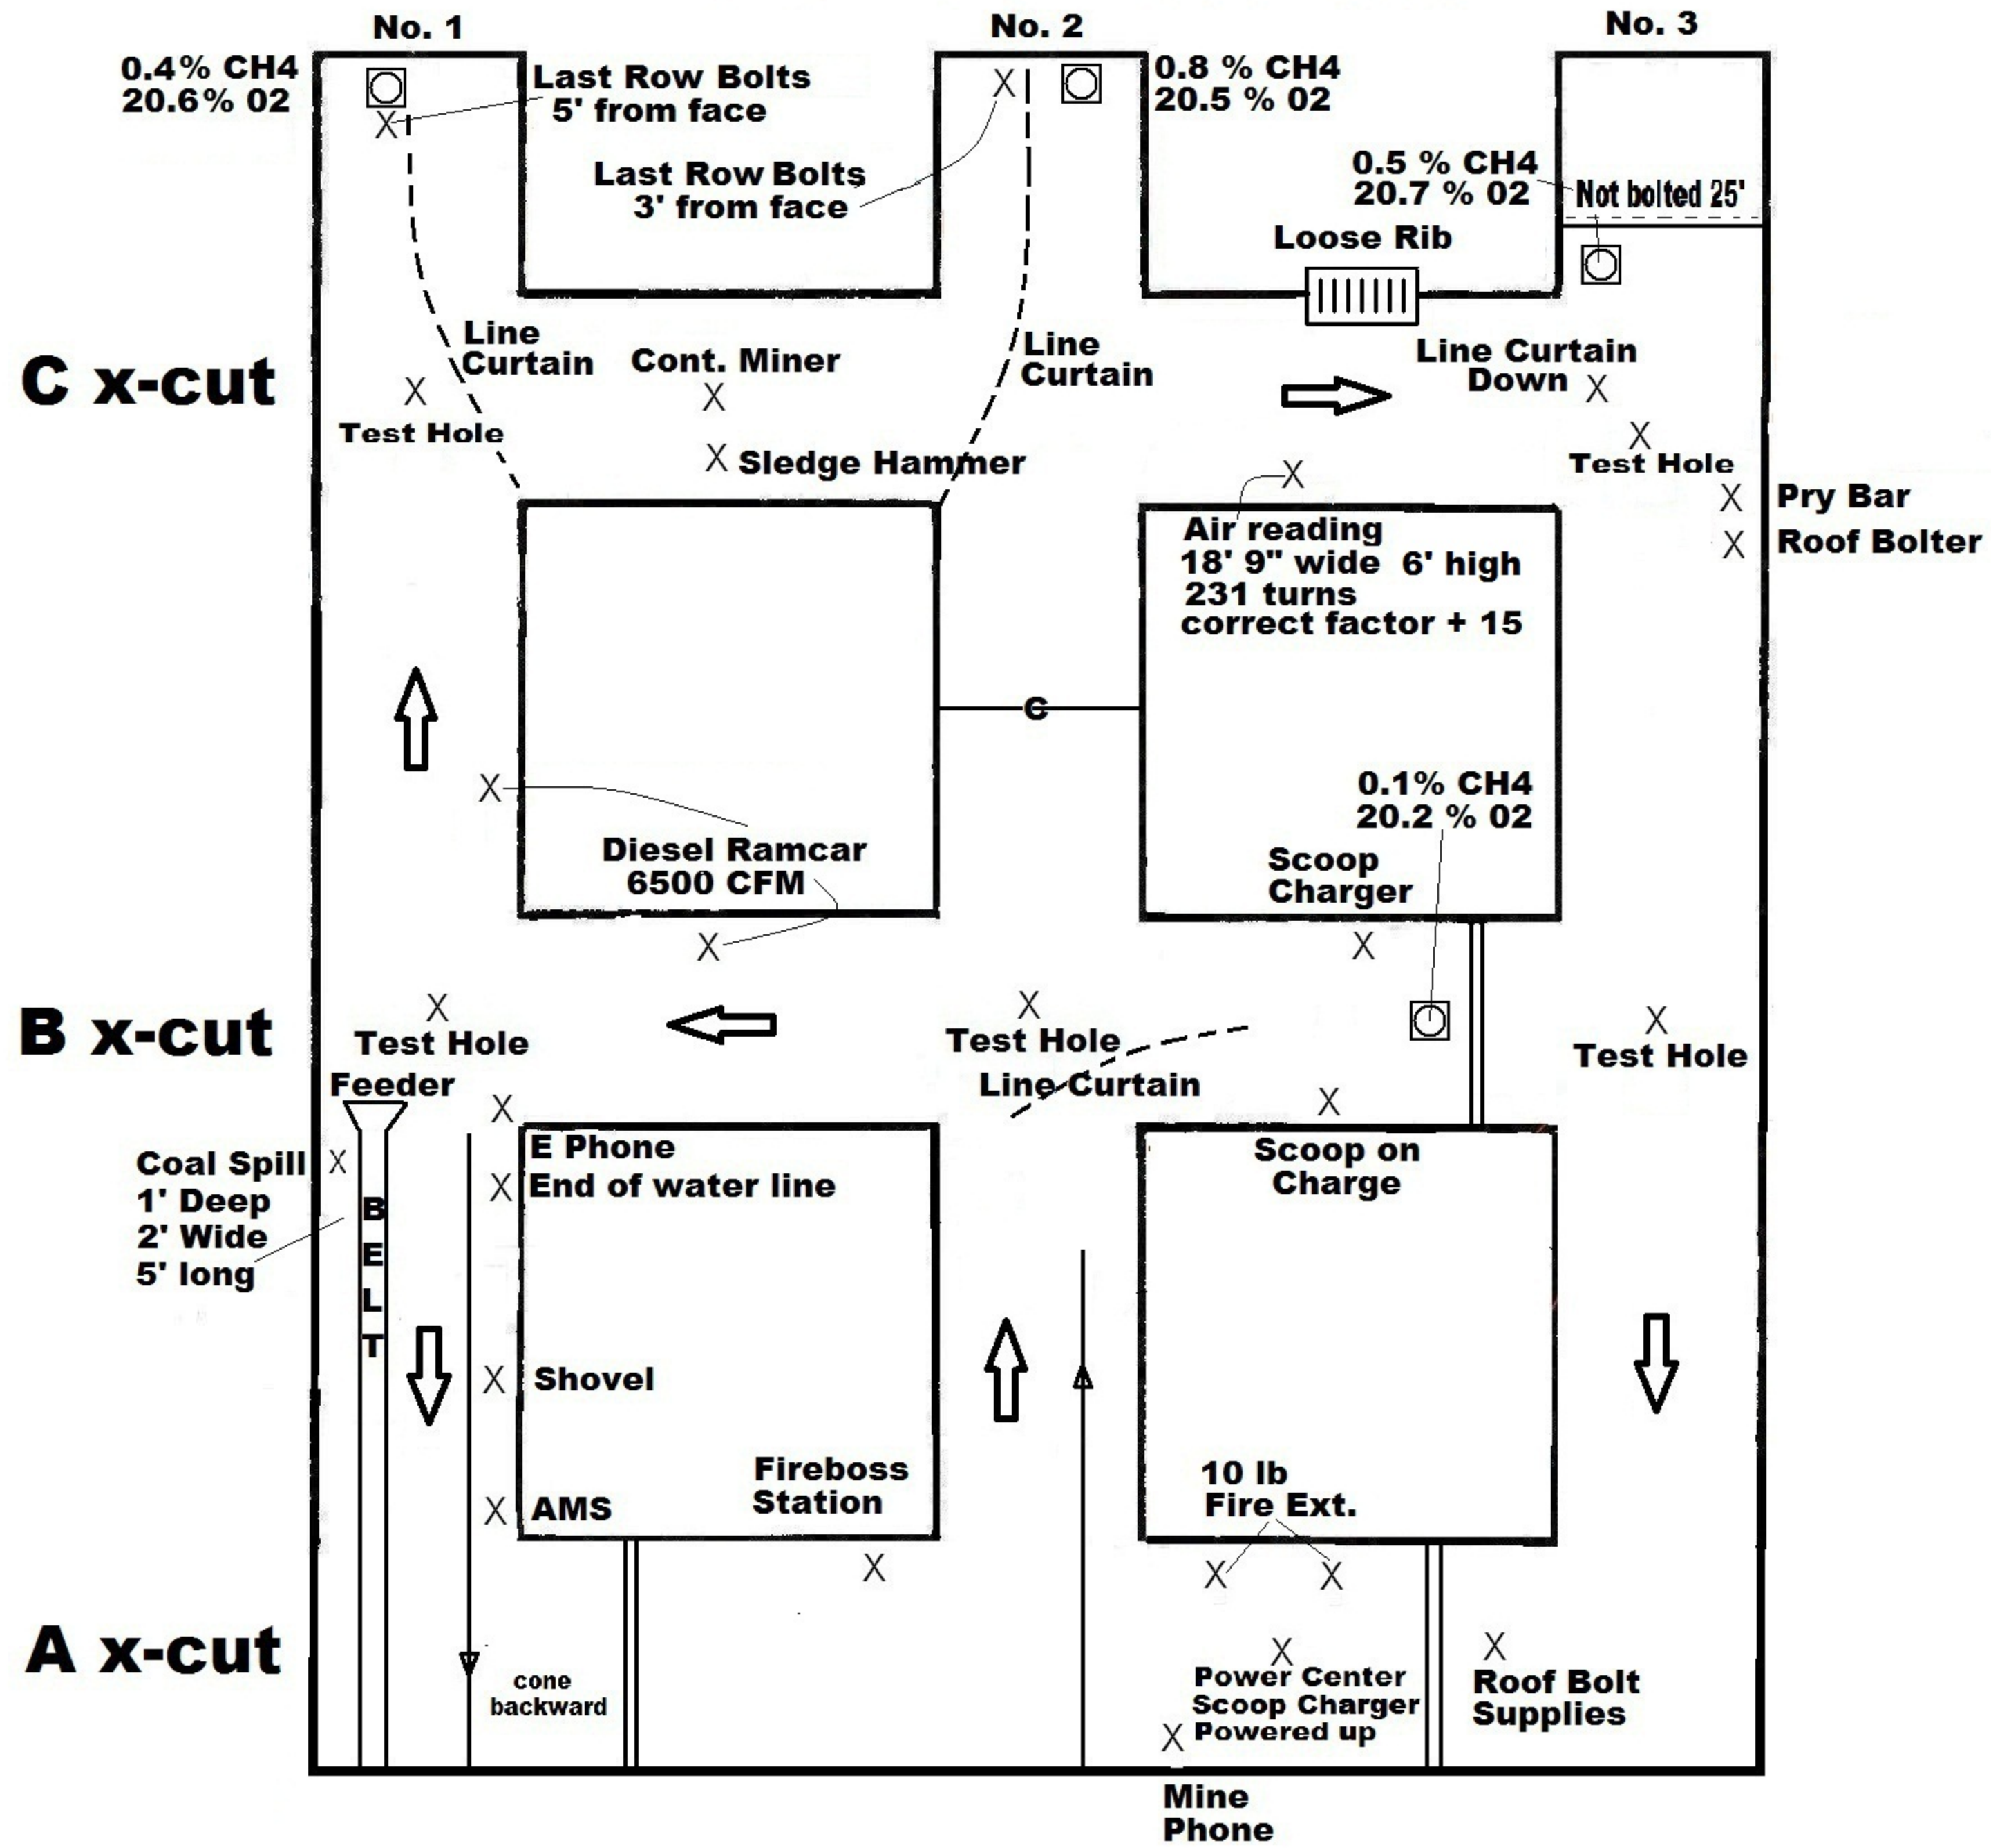 No. 1
No. 2
No. 3
0.4% CH4
20.6% 02
Last Row Bolts
5' from face
0.8 % CH4
20.5 % 02
Last Row Bolts
3' from face
0.5 % CH4
20.7 % 02
Not bolted 25'
Loose Rib
C x-cut
Line
Curtain
Cont. Miner
X
Line
Curtain
Line Curtain
Down X
X
Test Hole
X
X Sledge Hammer
X
Test Hole
X Pry Bar
X Roof Bolter
X
X
Air reading
18' 9" wide 6' high
231 turns
correct factor + 15
C
X
Diesel Ramcar
6500 CFM
X
0.1% CH4
20.2 % 02
Scoop
Charger
X
B x-cut
X
Test Hole
X
Test Hole
X
Test Hole
Line Curtain
Feeder
X
E Phone
X
Scoop on
Charge
Coal Spill X
1' Deep
2' Wide
5' long
BELT
X End of water line
X Shovel
X AMS
Fireboss
Station
X
10 lb
Fire Ext.
X X
A x-cut
cone
backward
X
Power Center
Scoop Charger
Powered up
X
Roof Bolt
Supplies
X
Mine
Phone